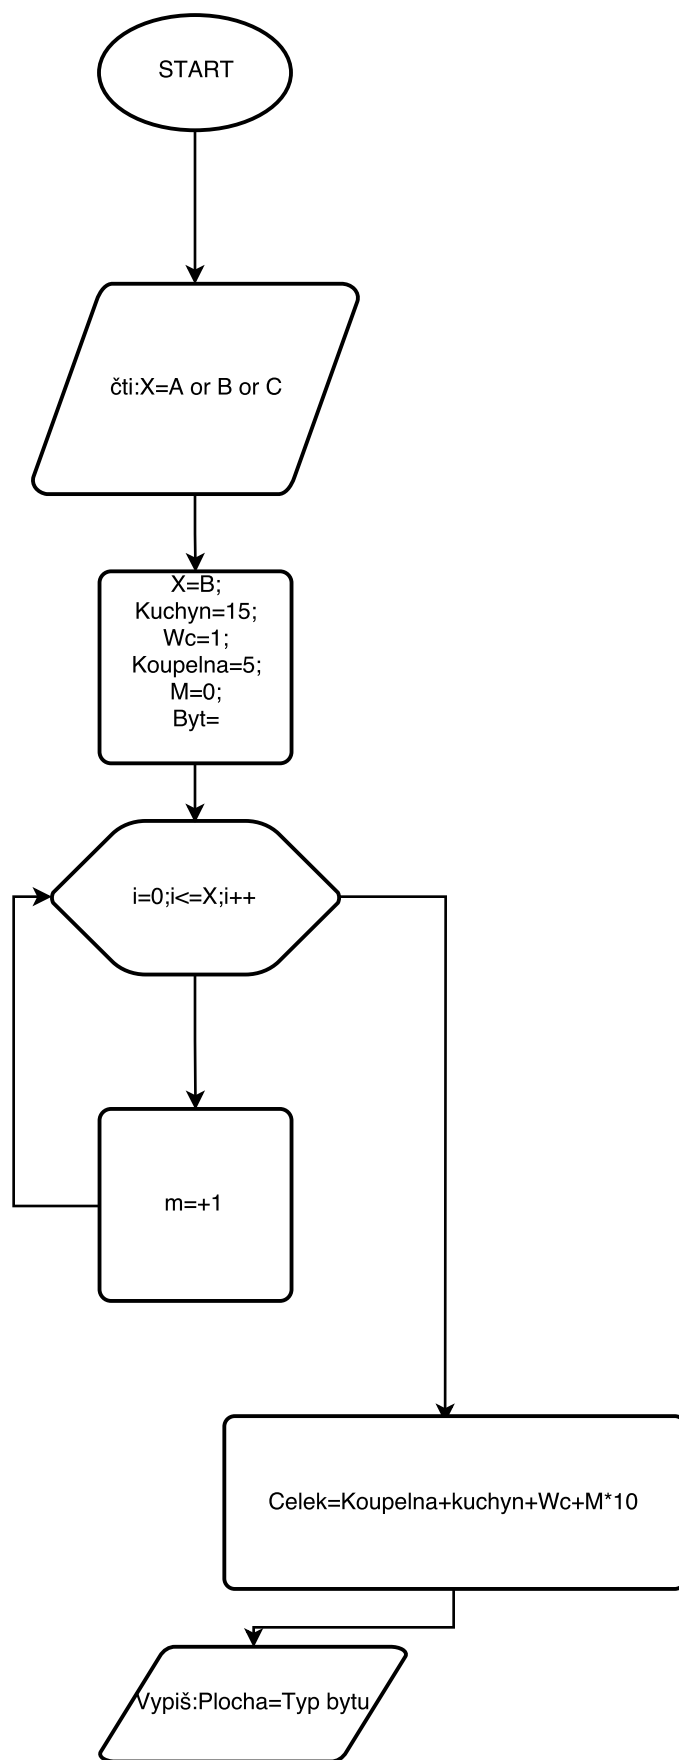 START
čti:X=A or B or C
X=B;
Kuchyn=15;
Wc=1;
Koupelna=5;
M=0;
Byt=
i=0;i<=X;i++
m=+1
Celek=Koupelna+kuchyn+Wc+M*10
Vypiš:Plocha=Typ bytu